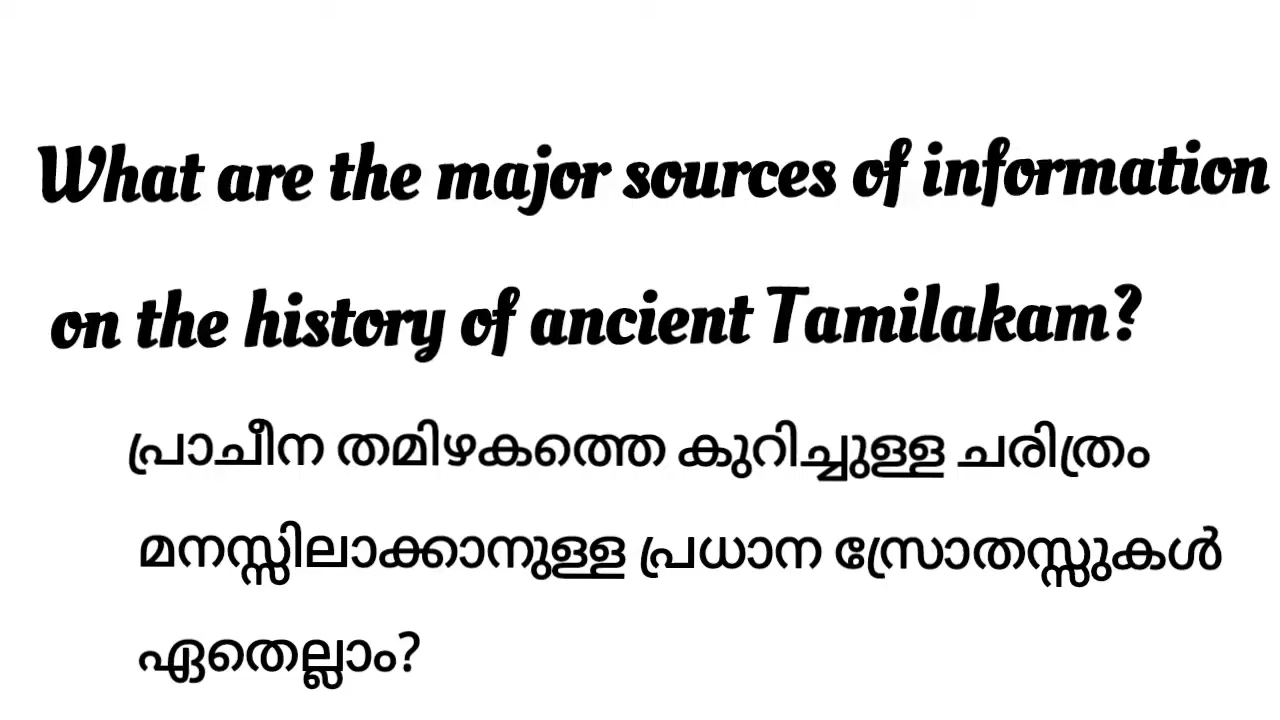 What are the major sources of information
on the history of ancient Tamilakam?
പ്രാചീന തമിഴകത്തെ കുറിച്ചുള്ള ചരിത്രം
മനസ്സിലാക്കാനുള്ള പ്രധാന സ്രോതസ്സുകൾ
ഏതെല്ലാം?